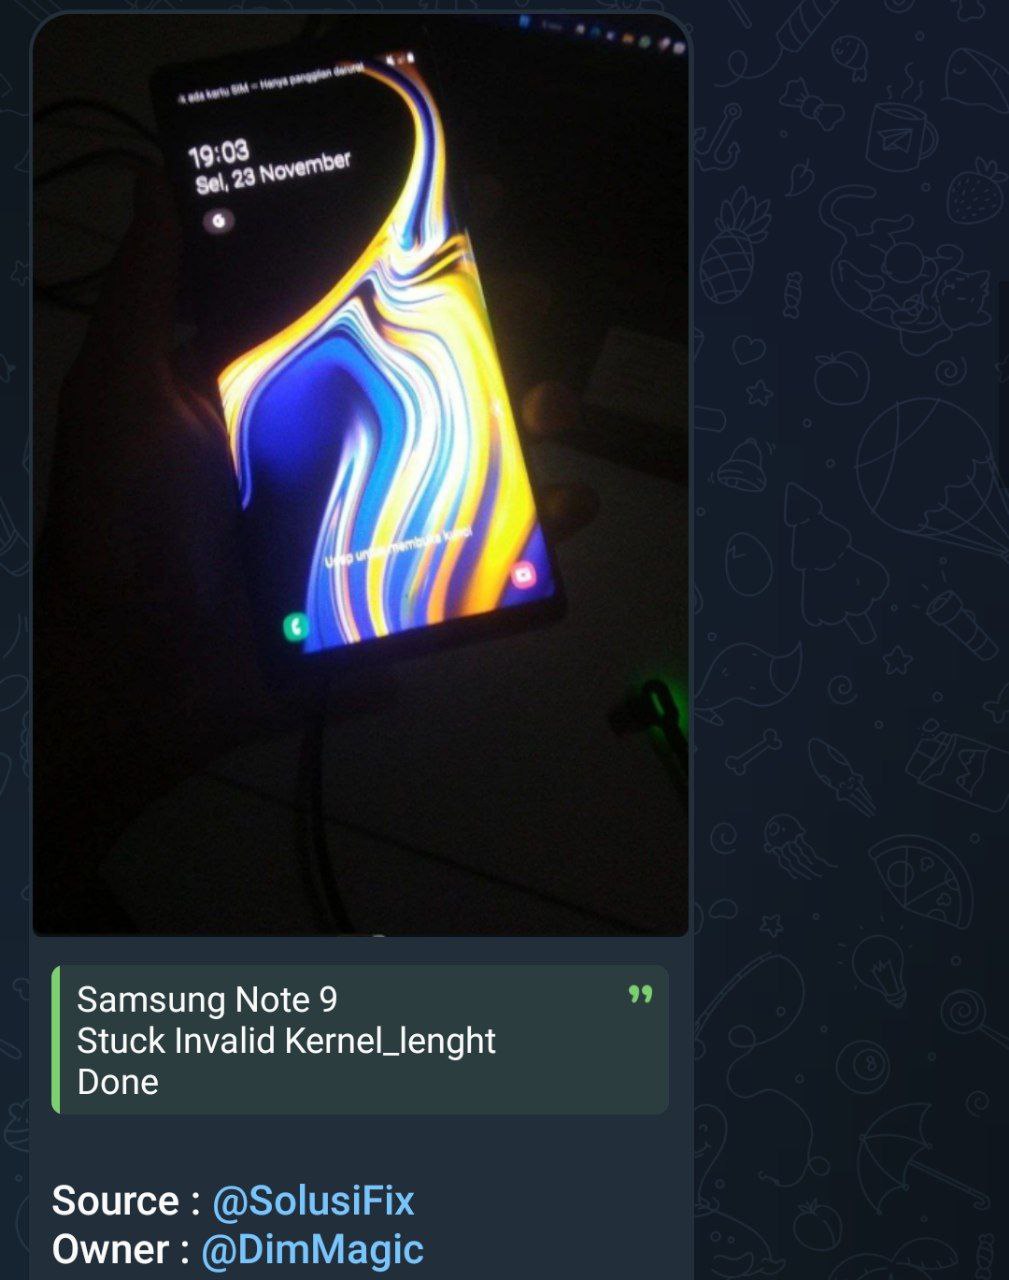 ada kartu SIM — Hanya panggilan darurat
19:03
Sel, 23 November
G
Usap untuk membuka kunci
Samsung Note 9
Stuck Invalid Kernel_lenght
Done
Source : @SolusiFix
Owner : @DimMagic